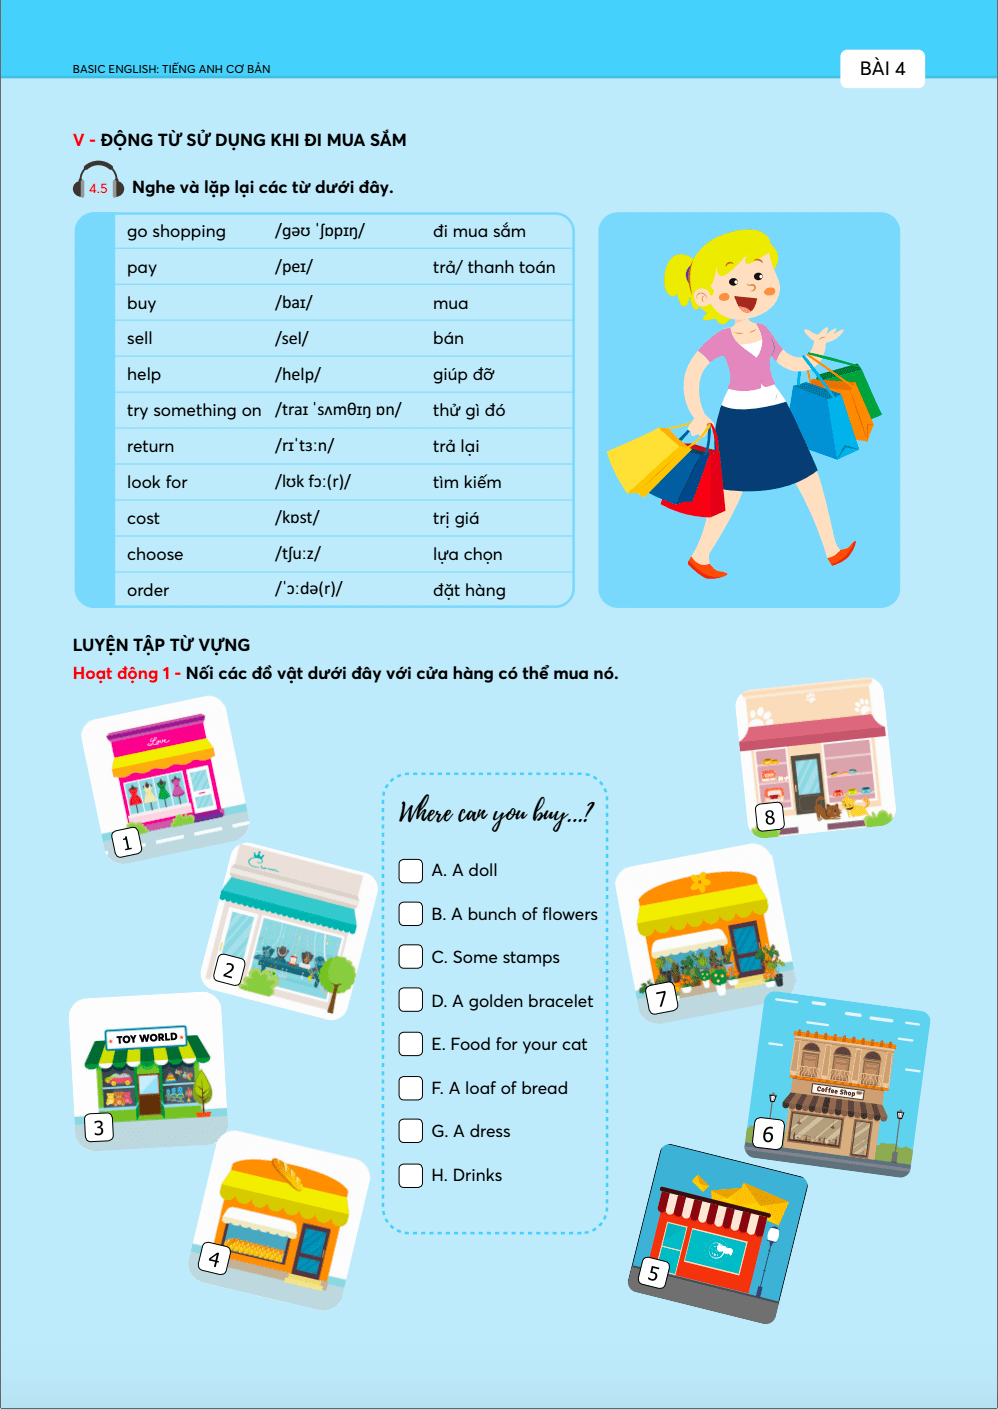 BASIC ENGLISH: TIẾNG ANH CƠ BẢN
BÀI 4
V - ĐỘNG TỪ SỬ DỤNG KHI ĐI MUA SẮM
4.5 Nghe và lặp lại các từ dưới đây.
go shopping /ɡəʊ ˈʃɒpɪŋ/ đi mua sắm
pay /peɪ/ trả/ thanh toán
buy /baɪ/ mua
sell /sel/ bán
help /help/ giúp đỡ
try something on /traɪ ˈsʌmθɪŋ ɒn/ thử gì đó
return /rɪˈtɜːn/ trả lại
look for /lʊk fɔː(r)/ tìm kiếm
cost /kɒst/ trị giá
choose /tʃuːz/ lựa chọn
order /ˈɔːdə(r)/ đặt hàng
LUYỆN TẬP TỪ VỰNG
Hoạt động 1 - Nối các đồ vật dưới đây với cửa hàng có thể mua nó.
Love
1
2
TOY WORLD
3
4
Where can you buy...?
A. A doll
B. A bunch of flowers
C. Some stamps
D. A golden bracelet
E. Food for your cat
F. A loaf of bread
G. A dress
H. Drinks
8
7
Coffee Shop
6
5